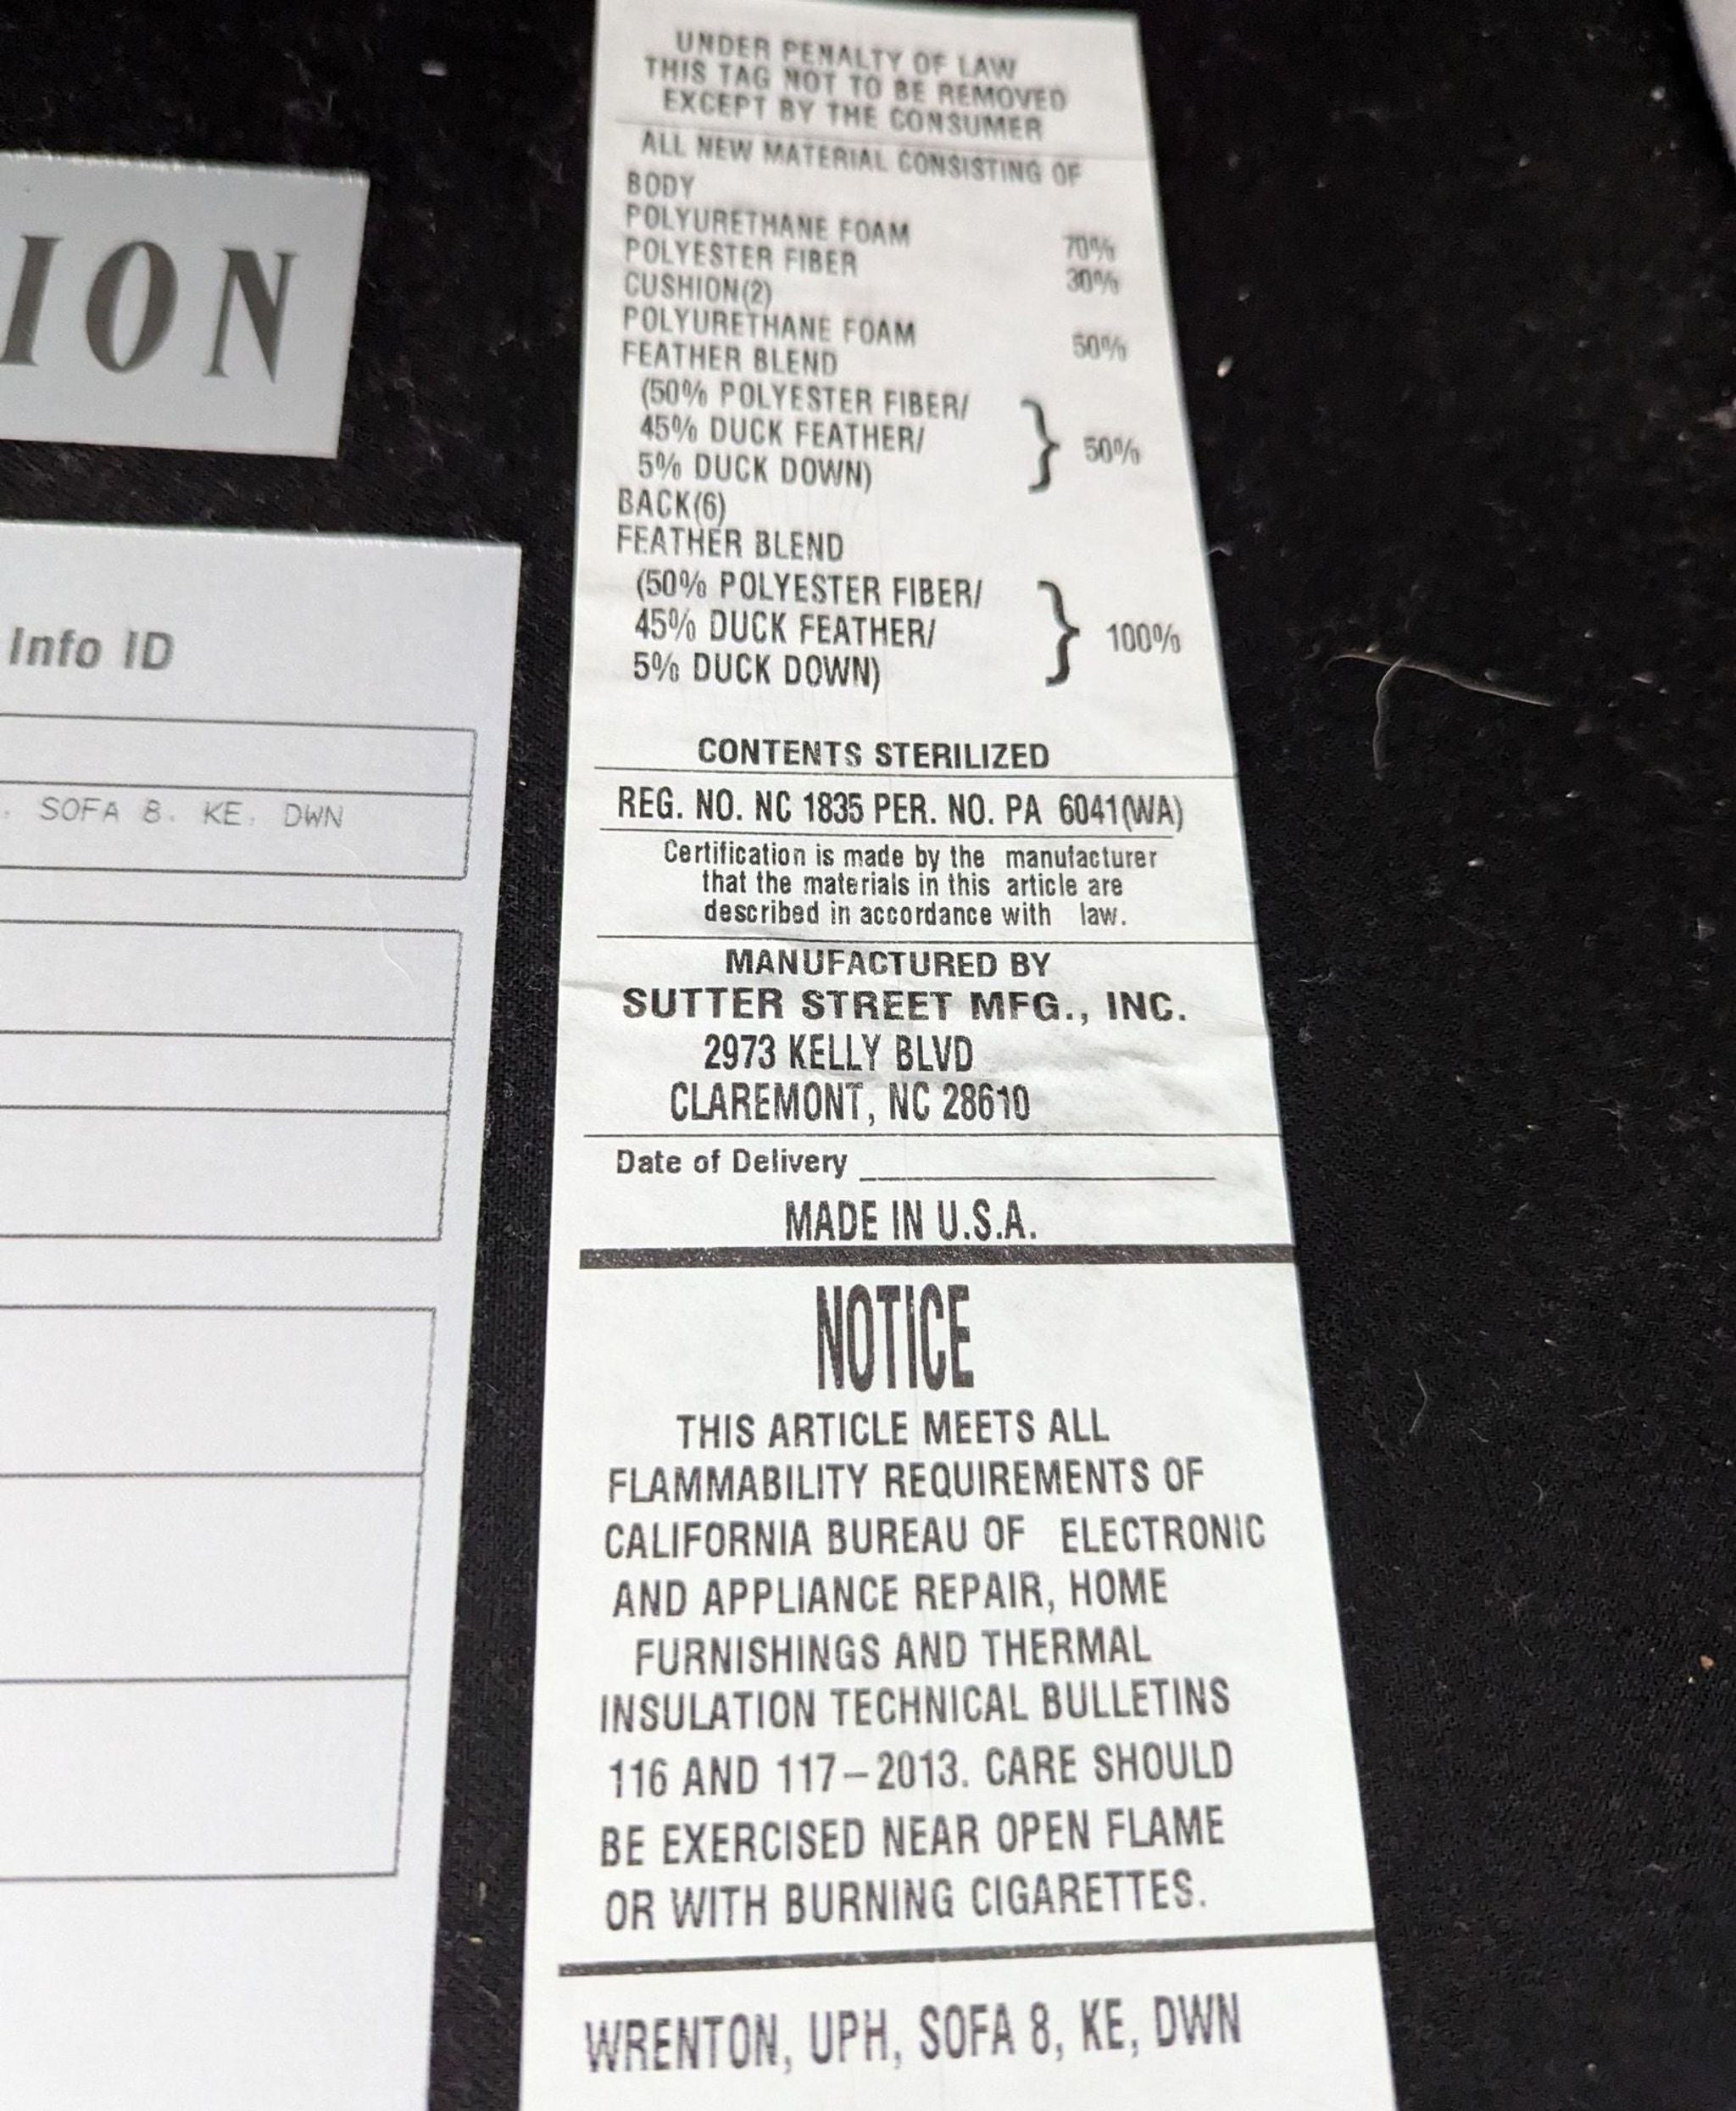 ION
Info ID
. SOFA 8. KE. DWN
UNDER PENALTY OF LAW
THIS TAG NOT TO BE REMOVED
EXCEPT BY THE CONSUMER
ALL NEW MATERIAL CONSISTING OF
BODY
POLYURETHANE FOAM 70%
POLYESTER FIBER 30%
CUSHION(2)
POLYURETHANE FOAM 50%
FEATHER BLEND
(50% POLYESTER FIBER/
45% DUCK FEATHER/ } 50%
5% DUCK DOWN)
BACK(6)
FEATHER BLEND
(50% POLYESTER FIBER/
45% DUCK FEATHER/ } 100%
5% DUCK DOWN)
CONTENTS STERILIZED
REG. NO. NC 1835 PER. NO. PA 6041(WA)
Certification is made by the manufacturer
that the materials in this article are
described in accordance with law.
MANUFACTURED BY
SUTTER STREET MFG., INC.
2973 KELLY BLVD
CLAREMONT, NC 28610
Date of Delivery
MADE IN U.S.A.
NOTICE
THIS ARTICLE MEETS ALL
FLAMMABILITY REQUIREMENTS OF
CALIFORNIA BUREAU OF ELECTRONIC
AND APPLIANCE REPAIR, HOME
FURNISHINGS AND THERMAL
INSULATION TECHNICAL BULLETINS
116 AND 117–2013. CARE SHOULD
BE EXERCISED NEAR OPEN FLAME
OR WITH BURNING CIGARETTES.
WRENTON, UPH, SOFA 8, KE, DWN